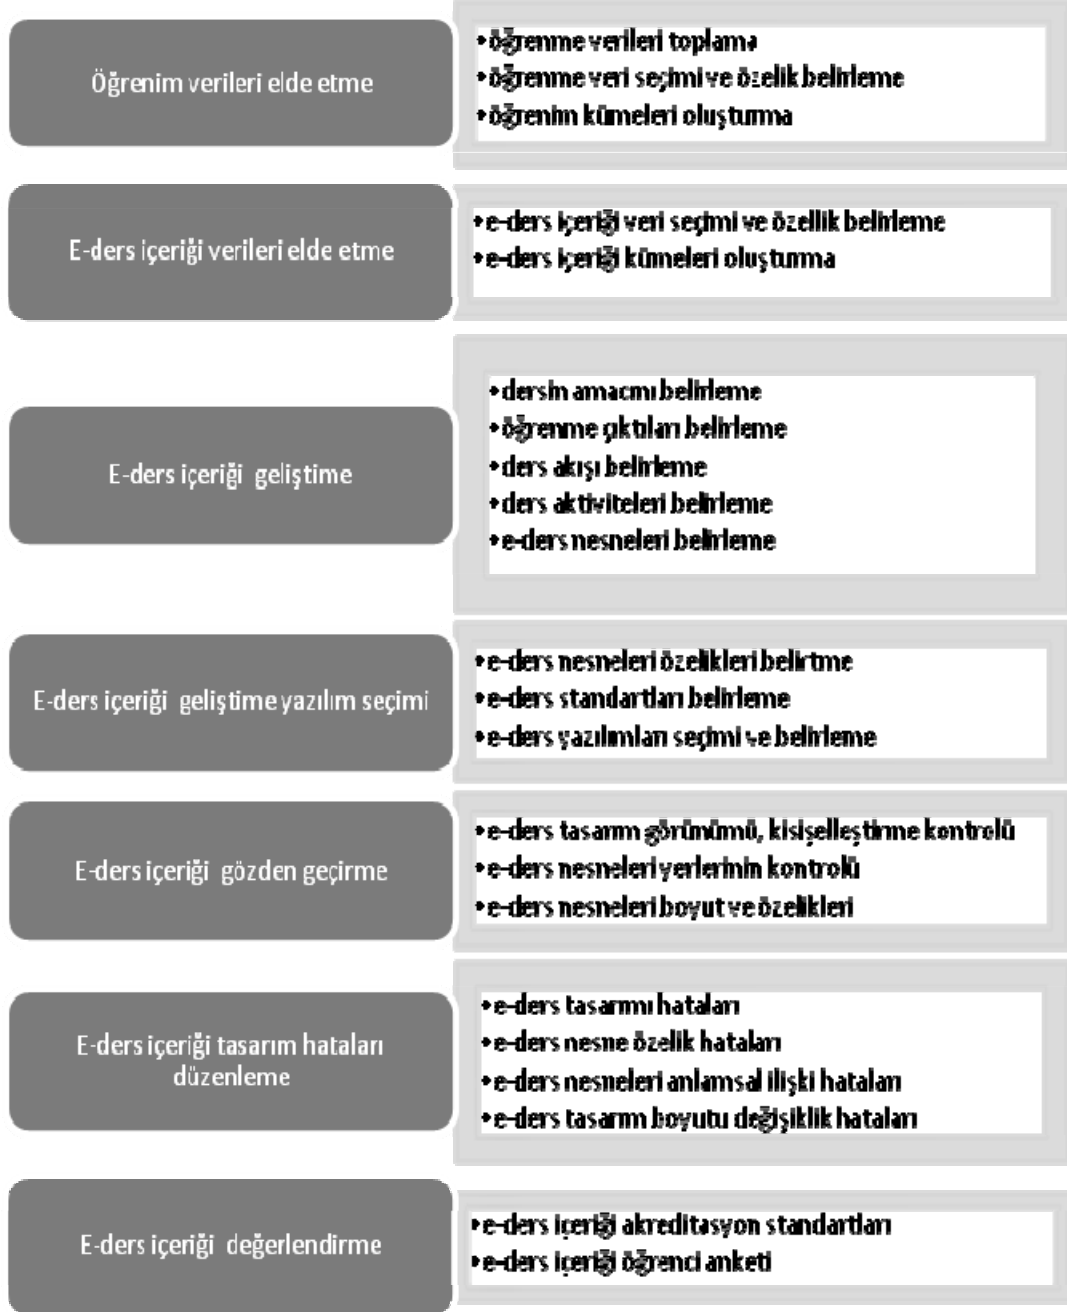 Öğrenim verileri elde etme
•öğrenme verileri toplama
•öğrenme veri seçimi ve özelik belirleme
•öğrenim kümeleri oluşturma
E-ders içeriği verileri elde etme
•e-ders içeriği veri seçimi ve özellik belirleme
•e-ders içeriği kümeleri oluşturma
E-ders içeriği geliştime
•dersin amacını belirleme
•öğrenme çıktıları belirleme
•ders akışı belirleme
•ders aktiviteleri belirleme
•e-ders nesneleri belirleme
E-ders içeriği geliştime yazılım seçimi
•e-ders nesneleri özelikleri belirtme
•e-ders standartları belirleme
•e-ders yazılımları seçimi ve belirleme
E-ders içeriği gözden geçirme
•e-ders tasarım görünümü, kisişelleştirme kontrolü
•e-ders nesneleri yerlerinin kontrolü
•e-ders nesneleri boyut ve özelikleri
E-ders içeriği tasarım hataları
düzenleme
•e-ders tasarımı hataları
•e-ders nesne özelik hataları
•e-ders nesneleri anlamsal ilişki hataları
•e-ders tasarım boyutu değişiklik hataları
E-ders içeriği değerlendirme
•e-ders içeriği akreditasyon standartları
•e-ders içeriği öğrenci anketi